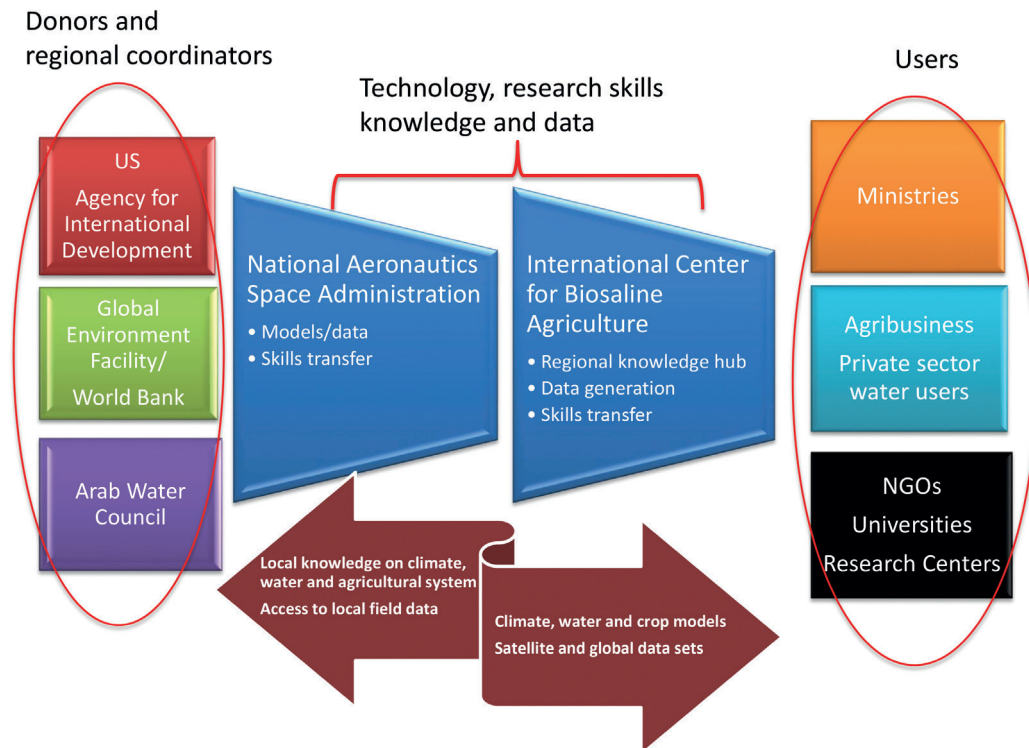 Donors and
regional coordinators
Technology, research skills
knowledge and data
Users
US
Agency for
International
Development
Global
Environment
Facility/
World Bank
Arab Water
Council
National Aeronautics
Space Administration
• Models/data
• Skills transfer
International Center
for Biosaline
Agriculture
• Regional knowledge hub
• Data generation
• Skills transfer
Ministries
Agribusiness
Private sector
water users
NGOs
Universities
Research Centers
Local knowledge on climate,
water and agricultural system
Access to local field data
Climate, water and crop models
Satellite and global data sets